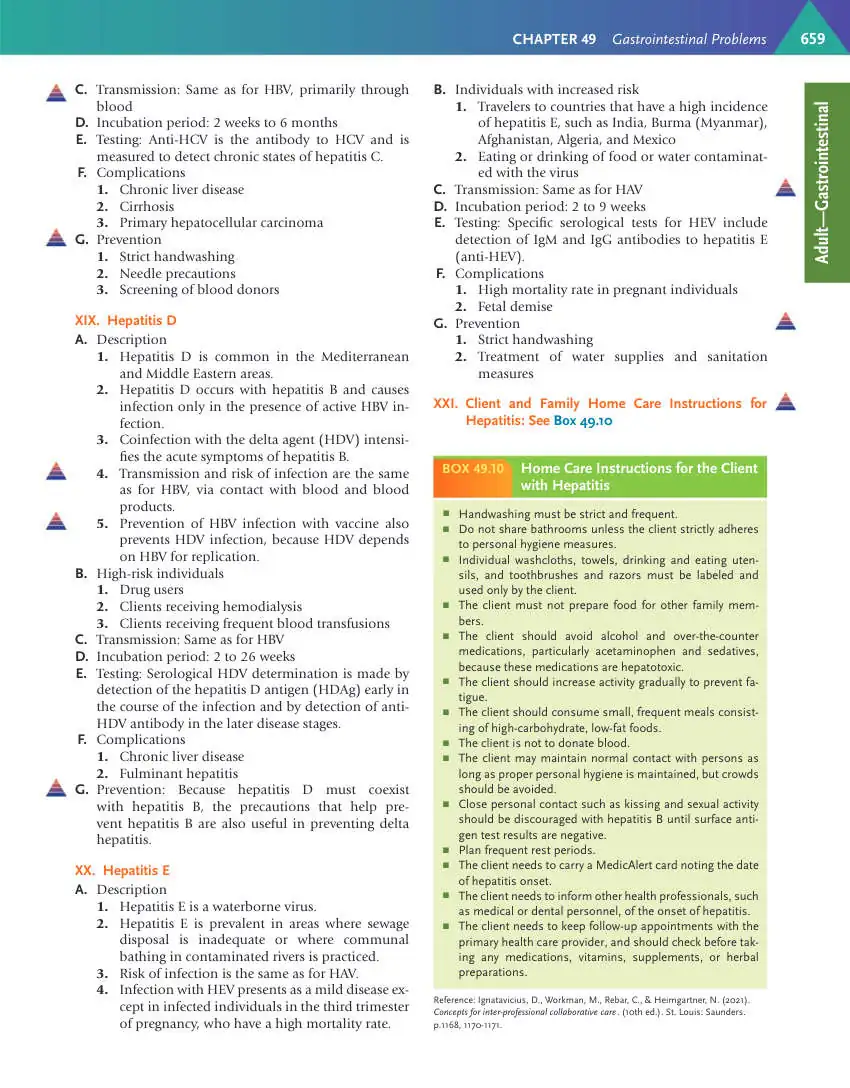 CHAPTER 49 Gastrointestinal Problems 659
C. Transmission: Same as for HBV, primarily through
blood
D. Incubation period: 2 weeks to 6 months
E. Testing: Anti-HCV is the antibody to HCV and is
measured to detect chronic states of hepatitis C.
F. Complications
1. Chronic liver disease
2. Cirrhosis
3. Primary hepatocellular carcinoma
G. Prevention
1. Strict handwashing
2. Needle precautions
3. Screening of blood donors
XIX. Hepatitis D
A. Description
1. Hepatitis D is common in the Mediterranean
and Middle Eastern areas.
2. Hepatitis D occurs with hepatitis B and causes
infection only in the presence of active HBV in-
fection.
3. Coinfection with the delta agent (HDV) intensi-
fies the acute symptoms of hepatitis B.
4. Transmission and risk of infection are the same
as for HBV, via contact with blood and blood
products.
5. Prevention of HBV infection with vaccine also
prevents HDV infection, because HDV depends
on HBV for replication.
B. High-risk individuals
1. Drug users
2. Clients receiving hemodialysis
3. Clients receiving frequent blood transfusions
C. Transmission: Same as for HBV
D. Incubation period: 2 to 26 weeks
E. Testing: Serological HDV determination is made by
detection of the hepatitis D antigen (HDAg) early in
the course of the infection and by detection of anti-
HDV antibody in the later disease stages.
F. Complications
1. Chronic liver disease
2. Fulminant hepatitis
G. Prevention: Because hepatitis D must coexist
with hepatitis B, the precautions that help pre-
vent hepatitis B are also useful in preventing delta
hepatitis.
XX. Hepatitis E
A. Description
1. Hepatitis E is a waterborne virus.
2. Hepatitis E is prevalent in areas where sewage
disposal is inadequate or where communal
bathing in contaminated rivers is practiced.
3. Risk of infection is the same as for HAV.
4. Infection with HEV presents as a mild disease ex-
cept in infected individuals in the third trimester
of pregnancy, who have a high mortality rate.
B. Individuals with increased risk
1. Travelers to countries that have a high incidence
of hepatitis E, such as India, Burma (Myanmar),
Afghanistan, Algeria, and Mexico
2. Eating or drinking of food or water contaminat-
ed with the virus
C. Transmission: Same as for HAV
D. Incubation period: 2 to 9 weeks
E. Testing: Specific serological tests for HEV include
detection of IgM and IgG antibodies to hepatitis E
(anti-HEV).
F. Complications
1. High mortality rate in pregnant individuals
2. Fetal demise
G. Prevention
1. Strict handwashing
2. Treatment of water supplies and sanitation
measures
XXI. Client and Family Home Care Instructions for
Hepatitis: See Box 49.10
BOX 49.10 Home Care Instructions for the Client
with Hepatitis
■ Handwashing must be strict and frequent.
■ Do not share bathrooms unless the client strictly adheres
to personal hygiene measures.
■ Individual washcloths, towels, drinking and eating uten-
sils, and toothbrushes and razors must be labeled and
used only by the client.
■ The client must not prepare food for other family mem-
bers.
■ The client should avoid alcohol and over-the-counter
medications, particularly acetaminophen and sedatives,
because these medications are hepatotoxic.
■ The client should increase activity gradually to prevent fa-
tigue.
■ The client should consume small, frequent meals consist-
ing of high-carbohydrate, low-fat foods.
■ The client is not to donate blood.
■ The client may maintain normal contact with persons as
long as proper personal hygiene is maintained, but crowds
should be avoided.
■ Close personal contact such as kissing and sexual activity
should be discouraged with hepatitis B until surface anti-
gen test results are negative.
■ Plan frequent rest periods.
■ The client needs to carry a MedicAlert card noting the date
of hepatitis onset.
■ The client needs to inform other health professionals, such
as medical or dental personnel, of the onset of hepatitis.
■ The client needs to keep follow-up appointments with the
primary health care provider, and should check before tak-
ing any medications, vitamins, supplements, or herbal
preparations.
Reference: Ignatavicius, D., Workman, M., Rebar, C., & Heimgartner, N. (2021).
Concepts for inter-professional collaborative care. (10th ed.). St. Louis: Saunders.
p.1168, 1170-1171.
Adult—Gastrointestinal